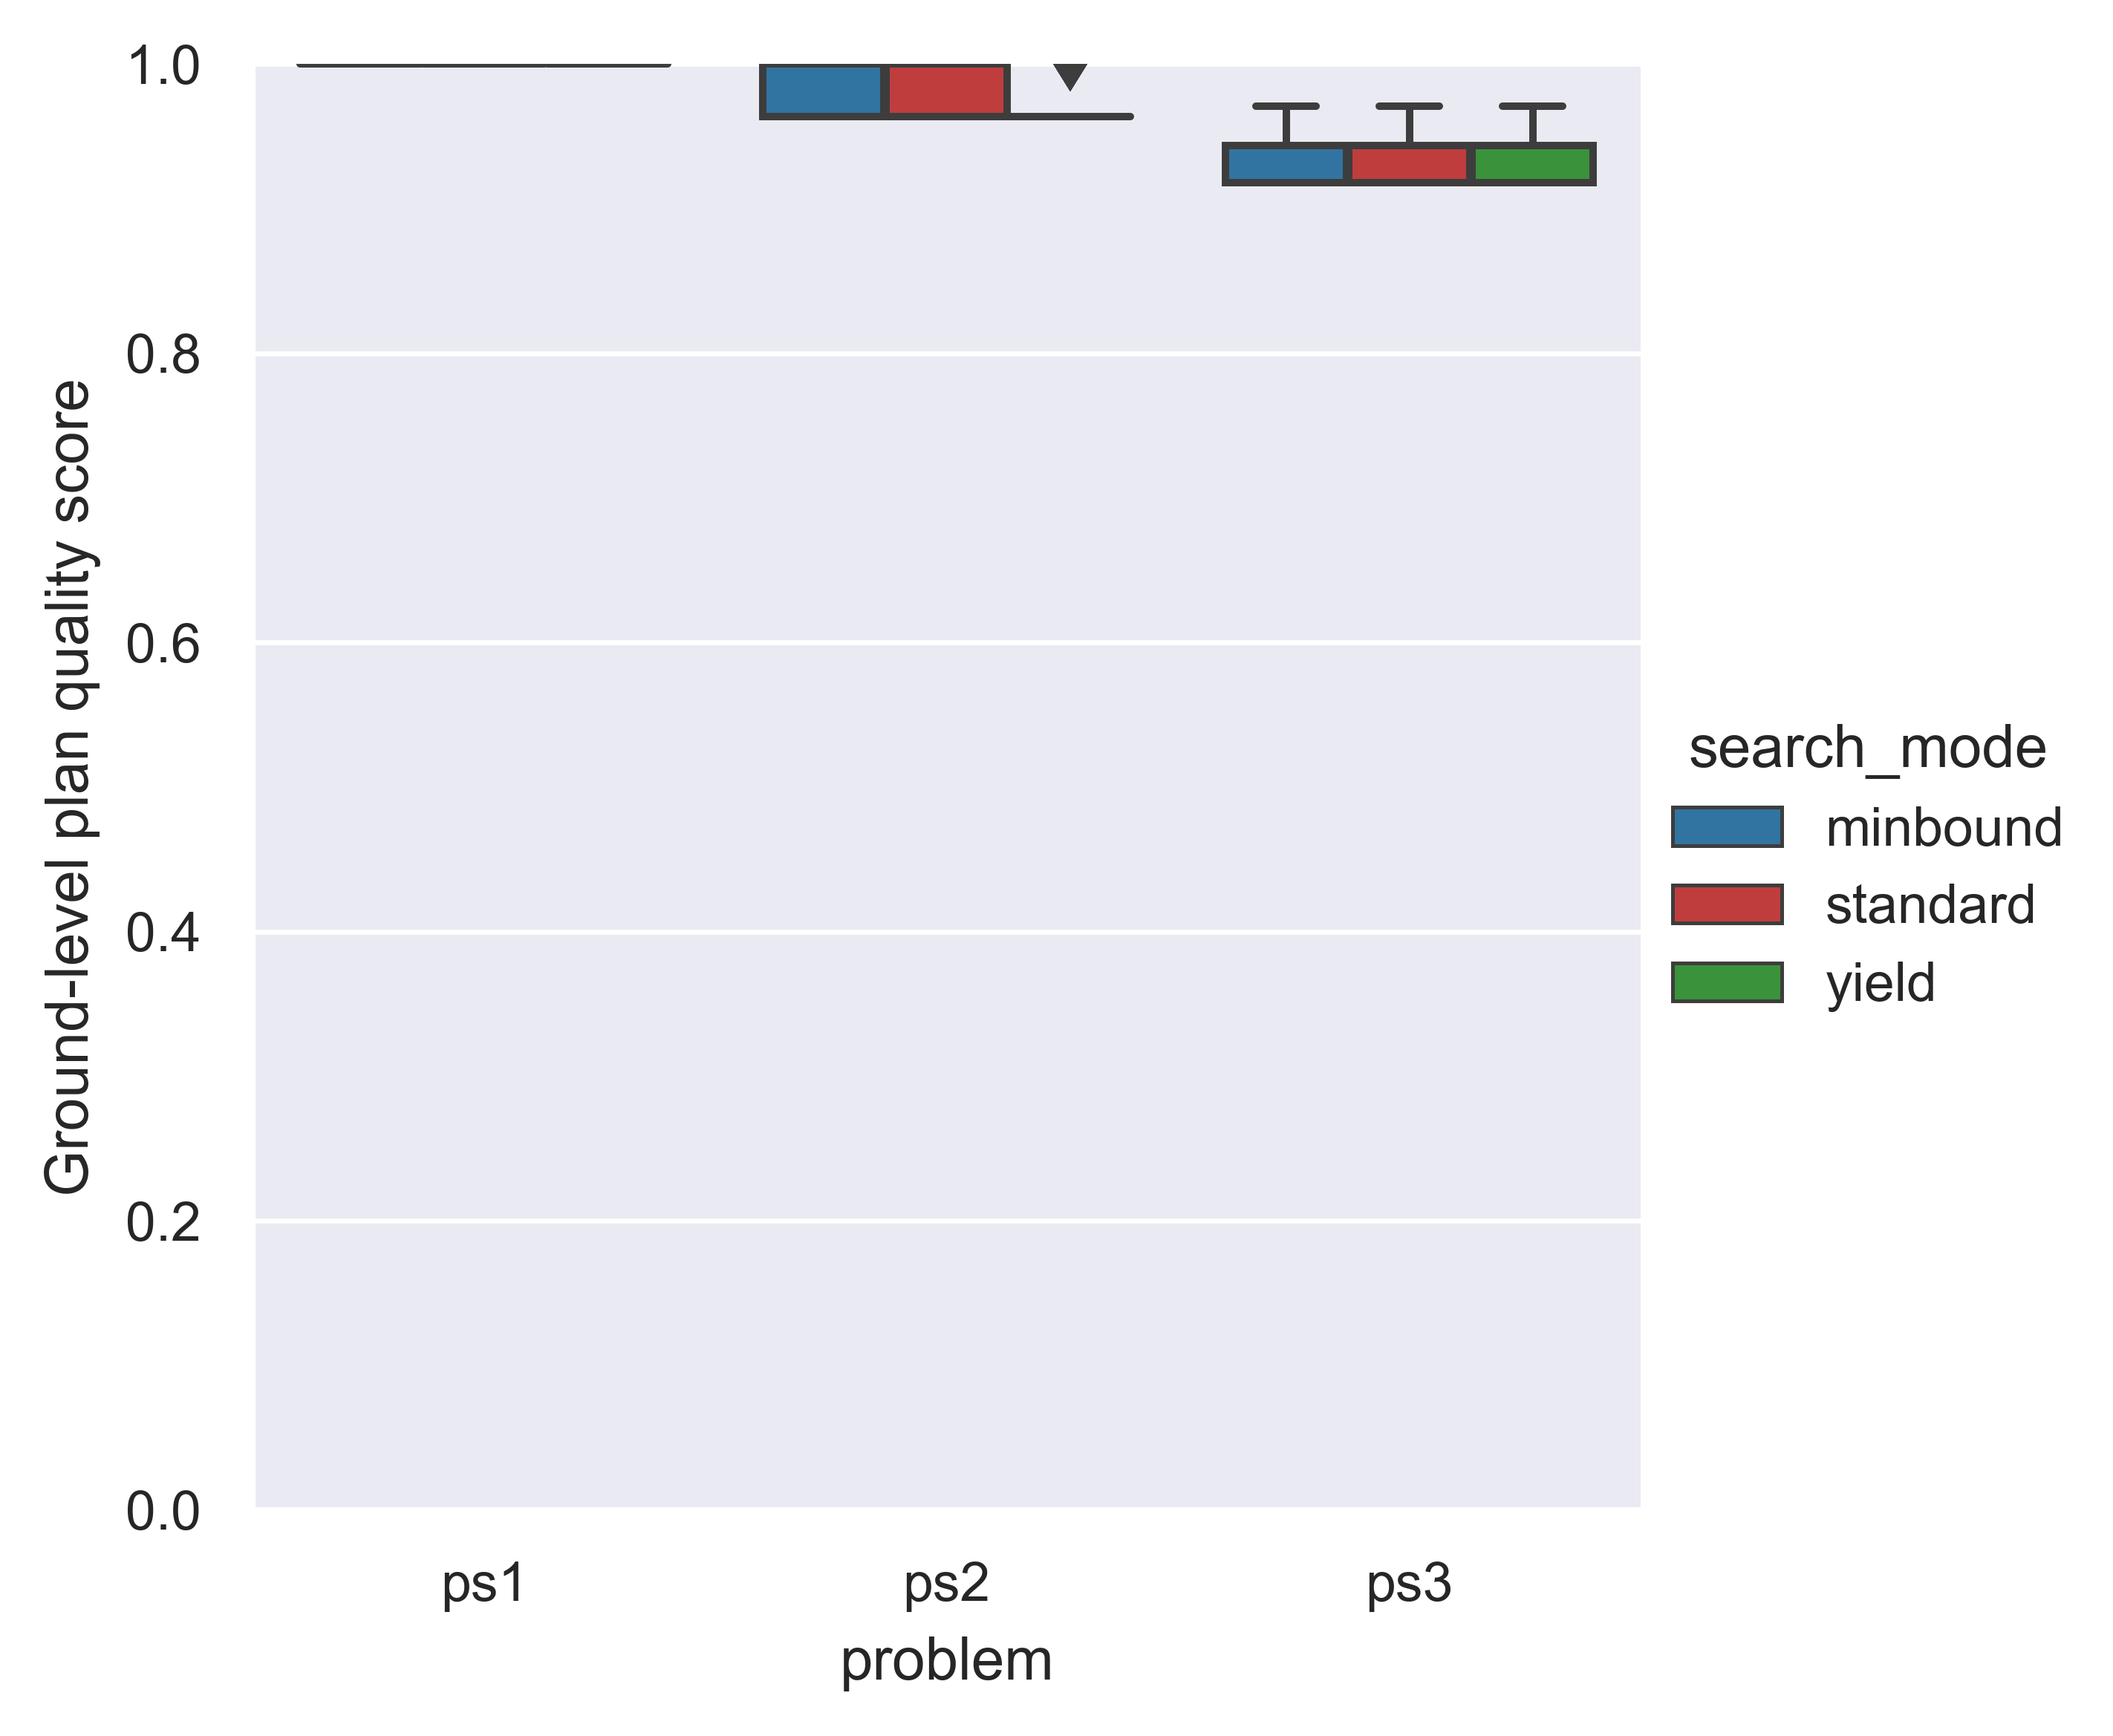 Ground-level plan quality score
1.0
0.8
0.6
0.4
0.2
0.0
ps1 ps2 ps3
problem
search_mode
minbound
standard
yield